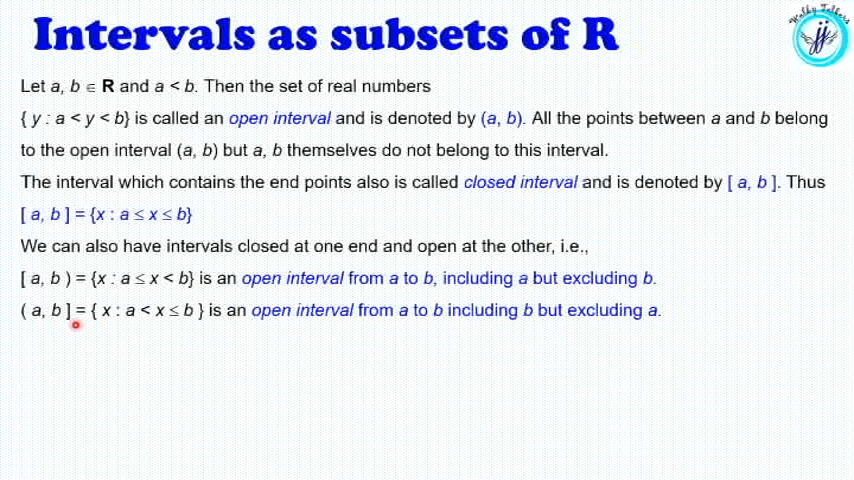 Intervals as subsets of R
Walky Talkers
jj
Let a, b ∈ R and a < b. Then the set of real numbers
{ y : a < y < b} is called an open interval and is denoted by (a, b). All the points between a and b belong
to the open interval (a, b) but a, b themselves do not belong to this interval.
The interval which contains the end points also is called closed interval and is denoted by [ a, b ]. Thus
[ a, b ] = {x : a ≤ x ≤ b}
We can also have intervals closed at one end and open at the other, i.e.,
[ a, b ) = {x : a ≤ x < b} is an open interval from a to b, including a but excluding b.
( a, b ] = { x : a < x ≤ b } is an open interval from a to b including b but excluding a.